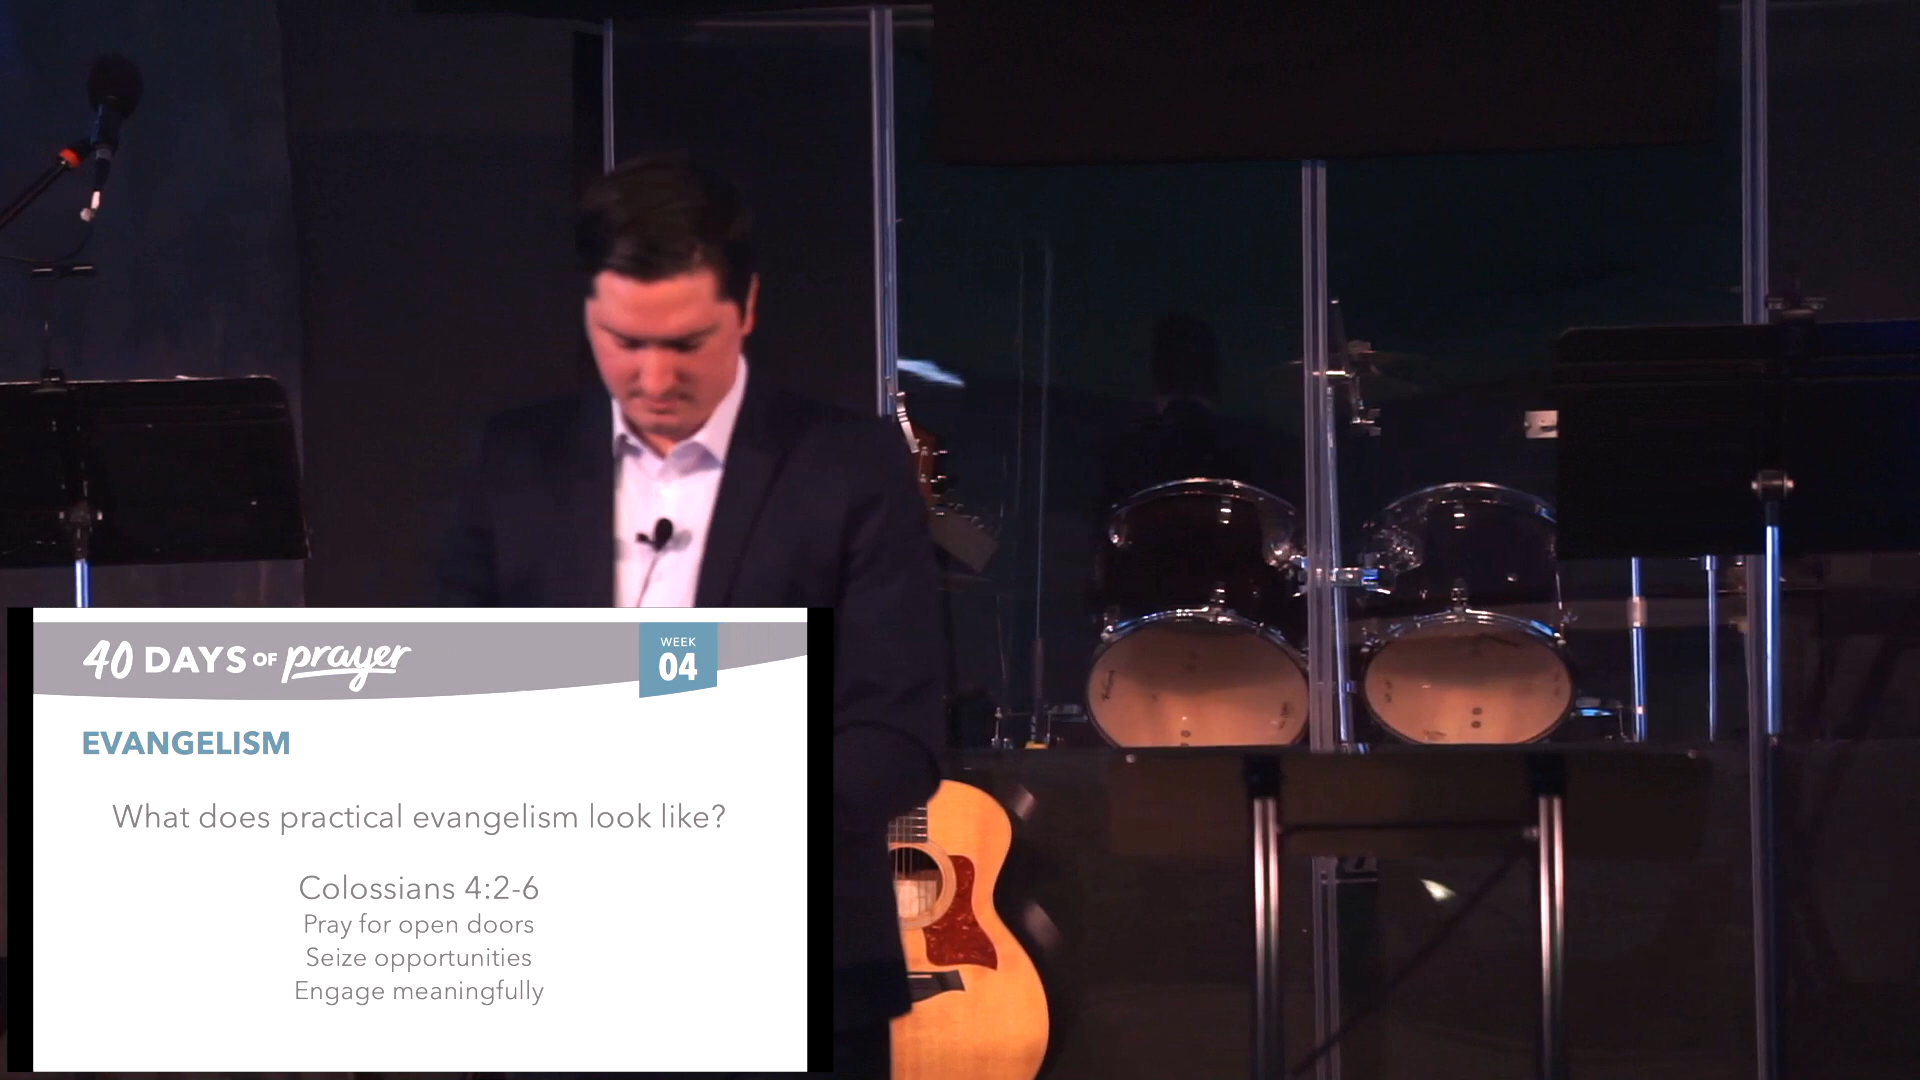 40 DAYS OF prayer
WEEK
04
EVANGELISM
What does practical evangelism look like?
Colossians 4:2-6
Pray for open doors
Seize opportunities
Engage meaningfully